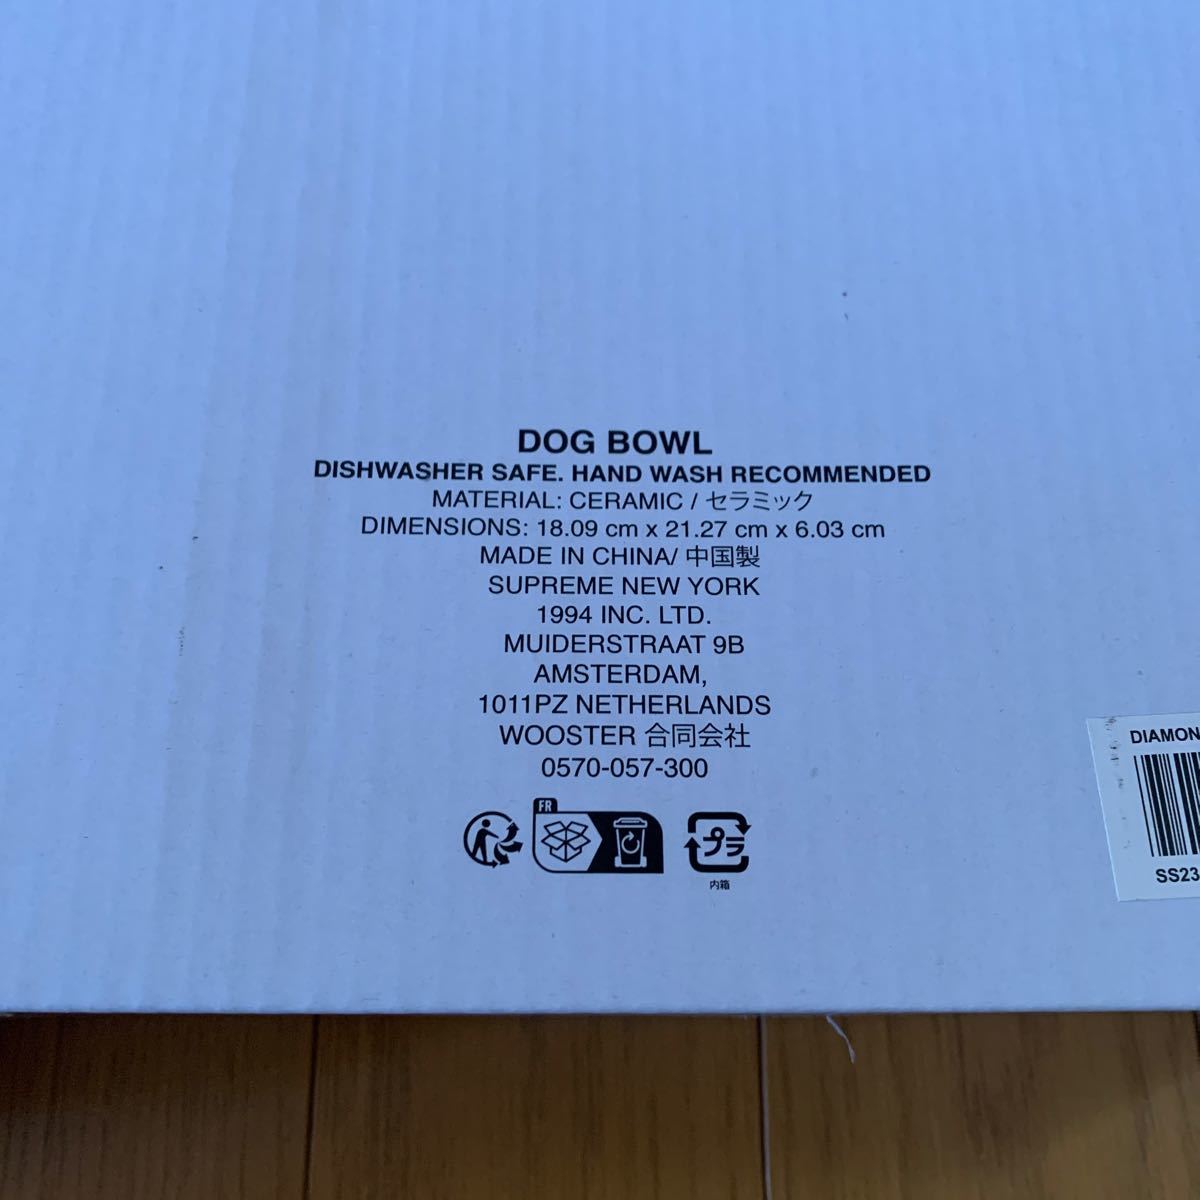 DOG BOWL
DISHWASHER SAFE. HAND WASH RECOMMENDED
MATERIAL: CERAMIC / セラミック
DIMENSIONS: 18.09 cm x 21.27 cm x 6.03 cm
MADE IN CHINA/ 中国製
SUPREME NEW YORK
1994 INC. LTD.
MUIDERSTRAAT 9B
AMSTERDAM,
1011PZ NETHERLANDS
WOOSTER 合同会社
0570-057-300
FR
プラ
内箱
DIAMON
SS23